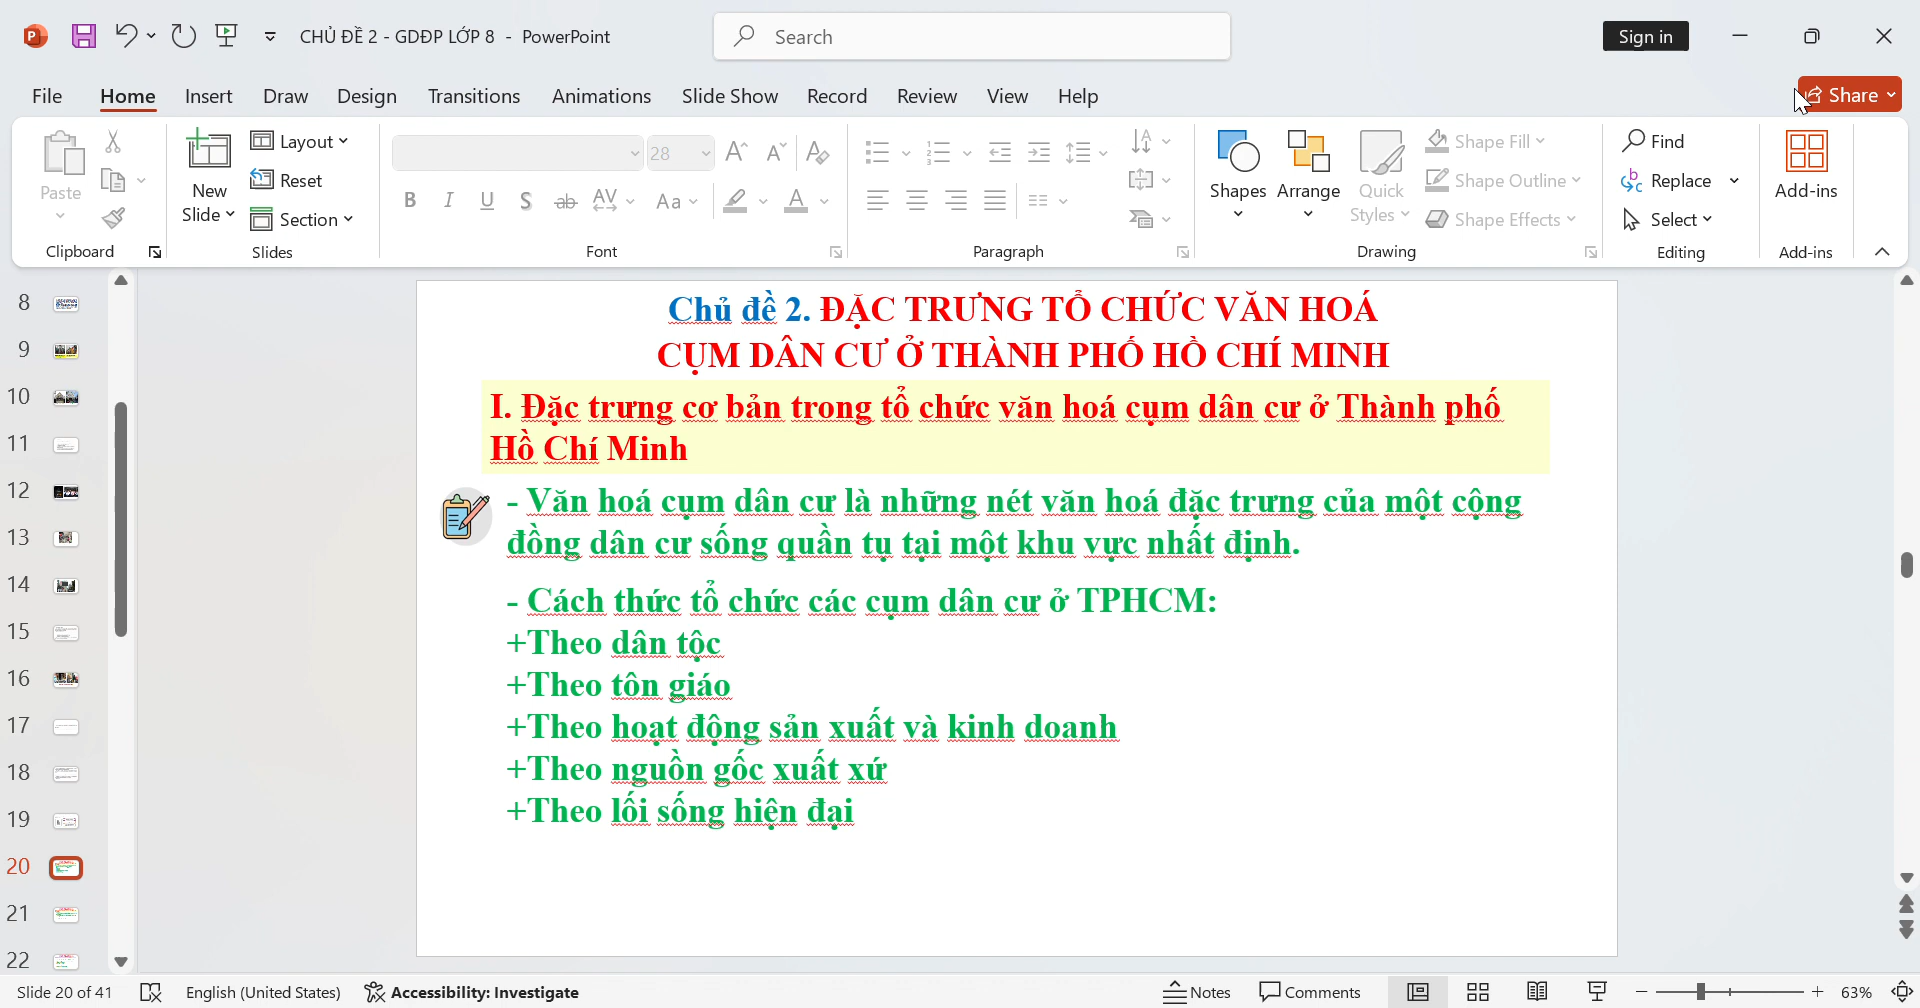 CHỦ ĐỀ 2 - GDĐP LỚP 8 - PowerPoint
Search
Sign in
File Home Insert Draw Design Transitions Animations Slide Show Record Review View Help
Share
Paste
Clipboard
New Slide
Layout
Reset
Section
Slides
28
Font
Paragraph
Shapes
Arrange
Quick Styles
Shape Fill
Shape Outline
Shape Effects
Drawing
Find
Replace
Select
Editing
Add-ins
Add-ins
8
9
10
11
12
13
14
15
16
17
18
19
20
21
22
Chủ đề 2. ĐẶC TRƯNG TỔ CHỨC VĂN HOÁ
CỤM DÂN CƯ Ở THÀNH PHỐ HỒ CHÍ MINH
I. Đặc trưng cơ bản trong tổ chức văn hoá cụm dân cư ở Thành phố
Hồ Chí Minh
- Văn hoá cụm dân cư là những nét văn hoá đặc trưng của một cộng
đồng dân cư sống quần tụ tại một khu vực nhất định.
- Cách thức tổ chức các cụm dân cư ở TPHCM:
+Theo dân tộc
+Theo tôn giáo
+Theo hoạt động sản xuất và kinh doanh
+Theo nguồn gốc xuất xứ
+Theo lối sống hiện đại
Slide 20 of 41 English (United States) Accessibility: Investigate Notes Comments 63%